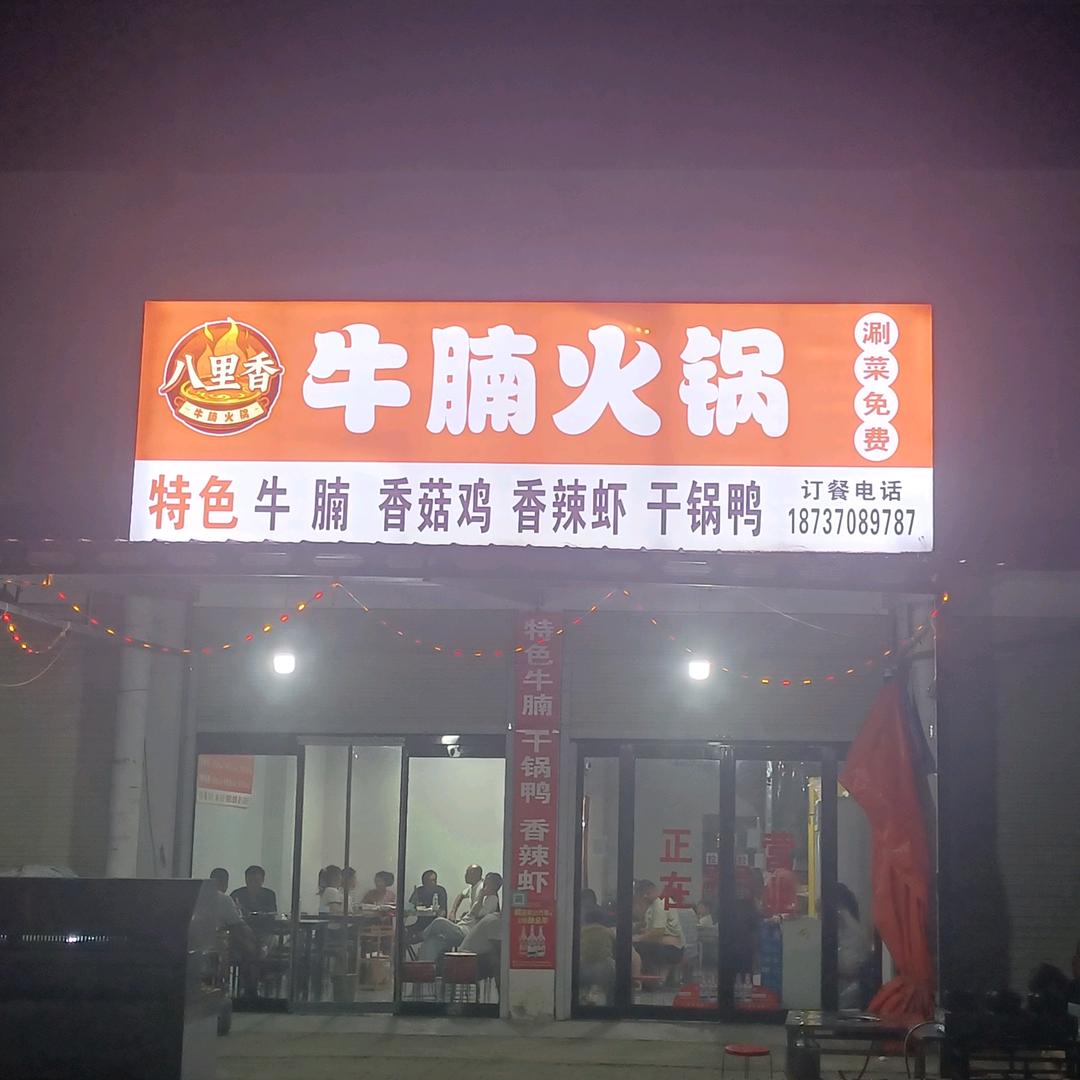 八里香
牛腩火锅
牛腩火锅
涮菜免费
特色 牛腩 香菇鸡 香辣虾 干锅鸭
订餐电话
18737089787
特色牛腩 干锅鸭 香辣虾
正在
营